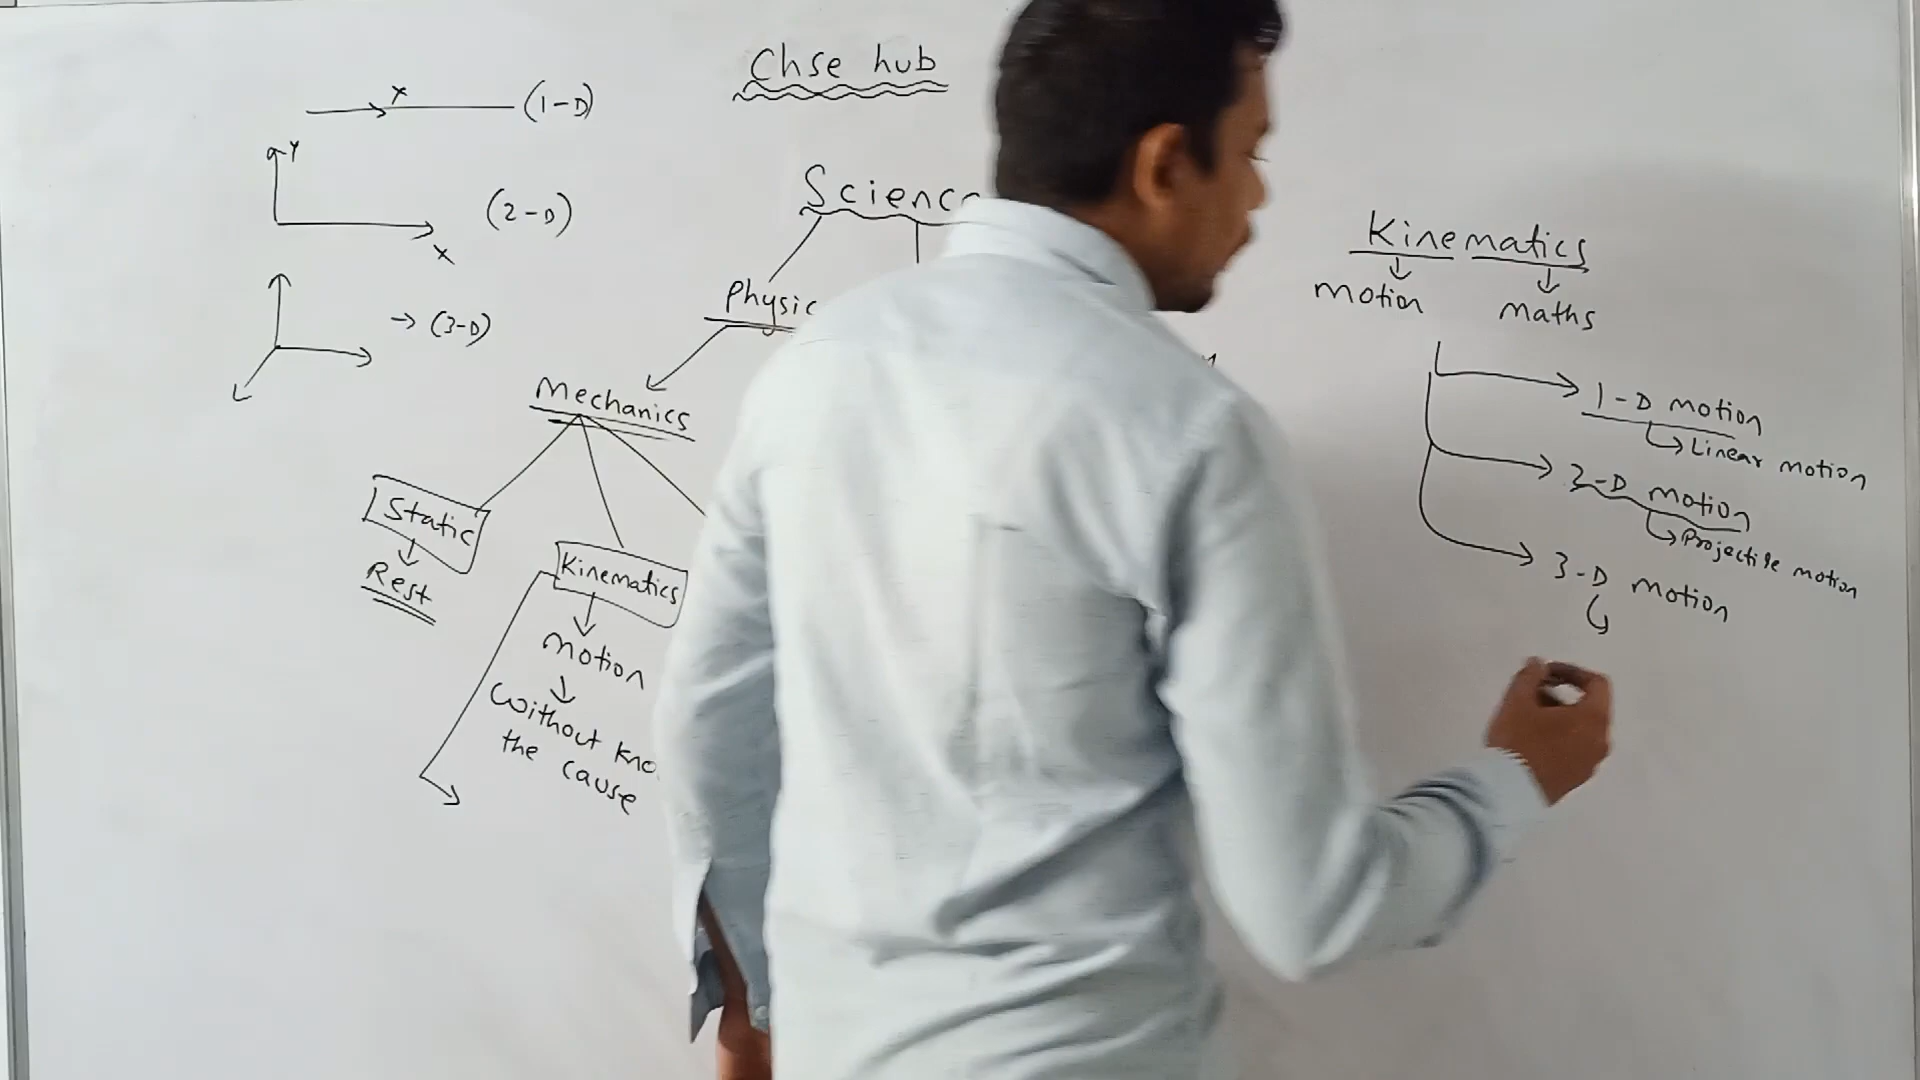 Chse hub
x (1-D)
Y
(2-D)
x
→ (3-D)
Science
Physic
Mechanics
Static
Rest
Kinematics
motion
without kno
the cause
Kinematics
motion
maths
1-D motion
Linear motion
2-D motion
Projectile motion
3-D motion